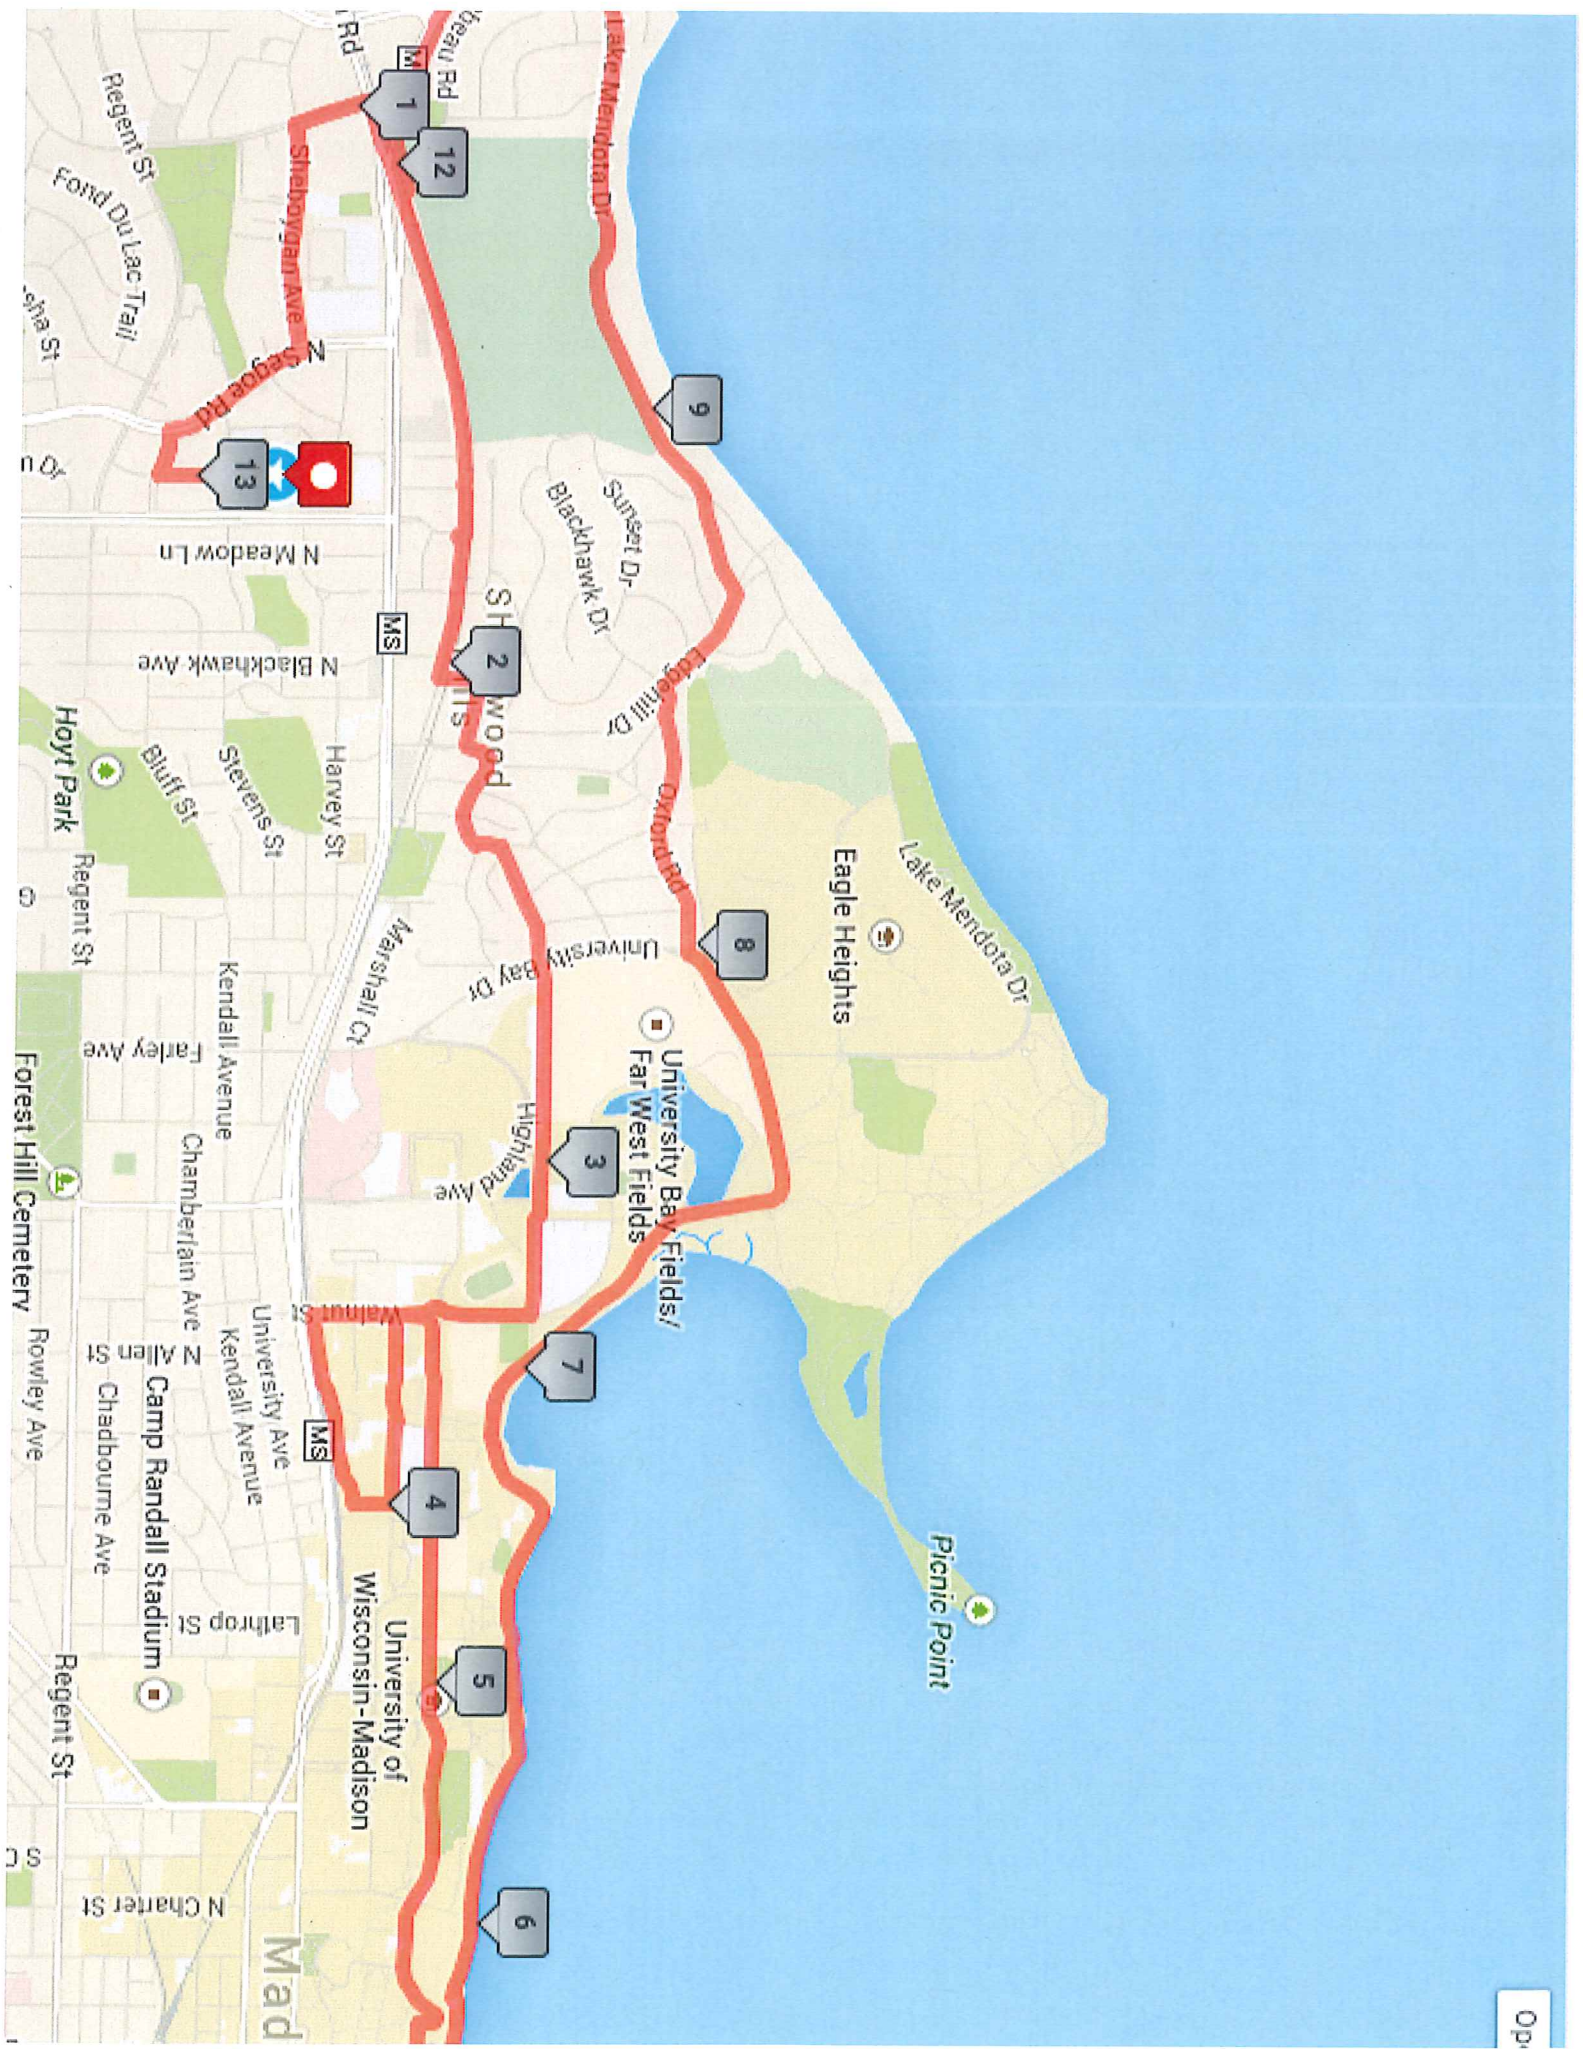 Lake Mendota Dr
Rd
beau Rd
M
1
12
Regent St
Fond Du Lac Trail
Sheboygan Ave
N Segoe Rd
9
13
N Meadow Ln
Sunset Dr
Blackhawk Dr
MS
N Blackhawk Ave
2
Edgehill Dr
Hoyt Park
Bluff St
Stevens St
Harvey St
Oxford Rd
Lake Mendota Dr
Eagle Heights
Regent St
8
University Bay Dr
Marshall Ct
Kendall Avenue
Farley Ave
University Bay Fields/
Far West Fields
Highland Ave
3
Forest Hill Cemetery
Chamberlain Ave
Walnut St
University Ave
Kendall Avenue
N Allen St
Rowley Ave
Chadbourne Ave
7
MS
4
Picnic Point
Camp Randall Stadium
Lathrop St
University of
Wisconsin-Madison
5
Regent St
6
N Charter St
Mad
Ope